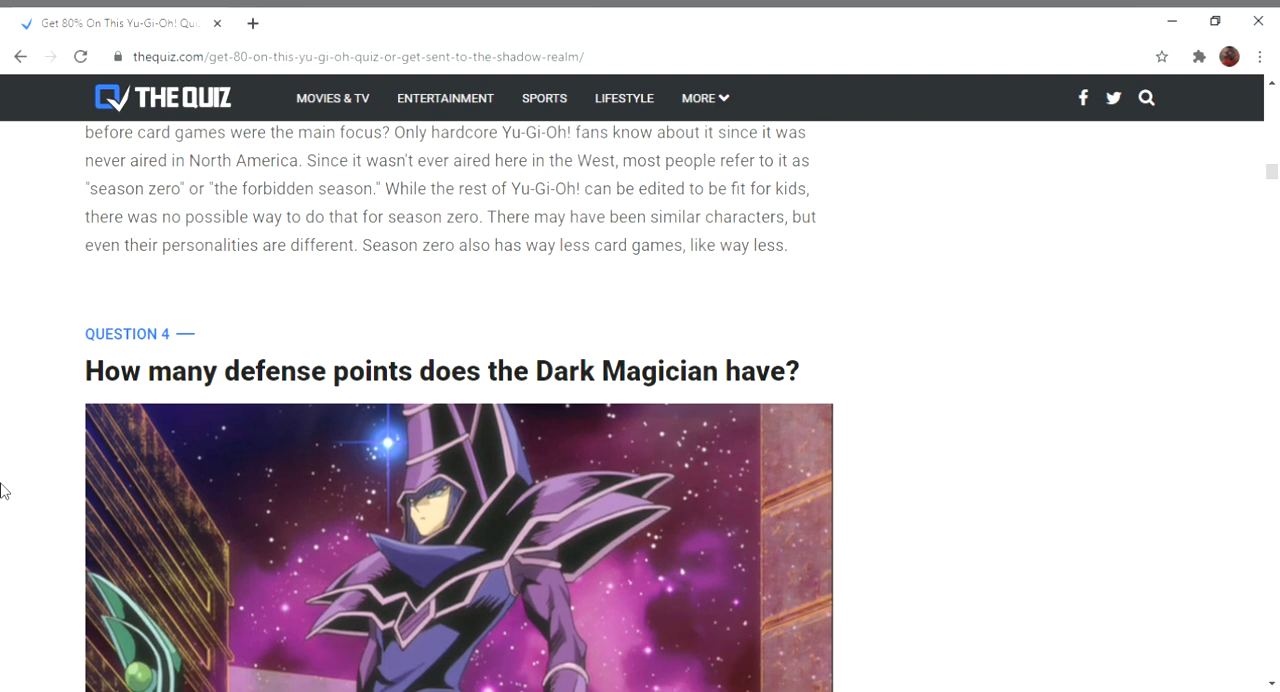 Get 80% On This Yu-Gi-Oh! Qui
thequiz.com/get-80-on-this-yu-gi-oh-quiz-or-get-sent-to-the-shadow-realm/
THE QUIZ MOVIES & TV ENTERTAINMENT SPORTS LIFESTYLE MORE
before card games were the main focus? Only hardcore Yu-Gi-Oh! fans know about it since it was
never aired in North America. Since it wasn't ever aired here in the West, most people refer to it as
"season zero" or "the forbidden season." While the rest of Yu-Gi-Oh! can be edited to be fit for kids,
there was no possible way to do that for season zero. There may have been similar characters, but
even their personalities are different. Season zero also has way less card games, like way less.
QUESTION 4
How many defense points does the Dark Magician have?